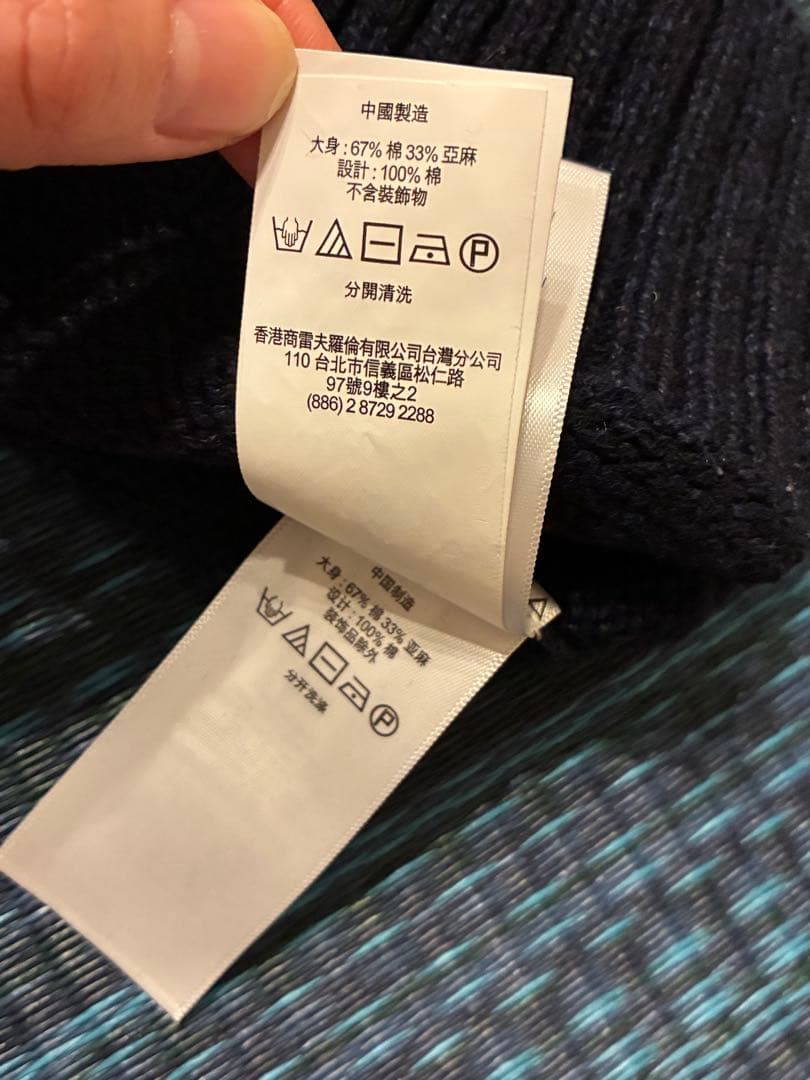 中國製造
大身 : 67% 棉 33% 亞麻
設計 : 100% 棉
不含裝飾物
P
分開清洗
香港商雷夫羅倫有限公司台灣分公司
110 台北市信義區松仁路
97號9樓之2
(886) 2 8729 2288
中国制造
大身 : 67% 棉 33% 亚麻
设计 : 100% 棉
装饰品除外
P
分开洗涤